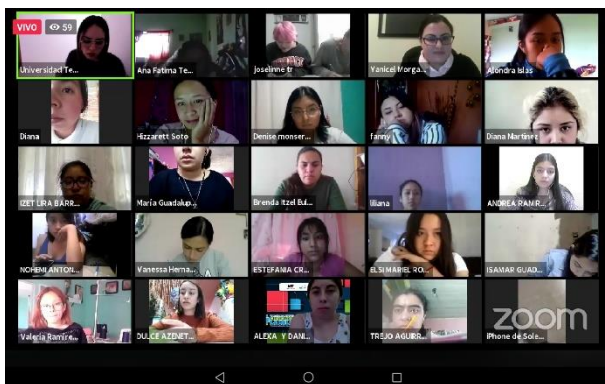 VIVO 59
Universidad Te...
Ana Fatima Te...
joselinne tr
Yanicel Morga...
Alondra Islas
Diana
Hizzarett Soto
Denise monser...
fanny
Diana Martinez
IZET LIRA BARR...
María Guadalup...
Brenda Itzel Eul...
liliana
ANDREA RAMIR...
NOHEMI ANTON...
Vanessa Herna...
ESTEFANIA CR...
ELSI MARIEL RO...
ISAMAR GUAD...
Valeria Ramire...
DULCE AZENET...
ALEXA Y DANI...
TREJO AGUIRR...
iPhone de Sole...
zoom